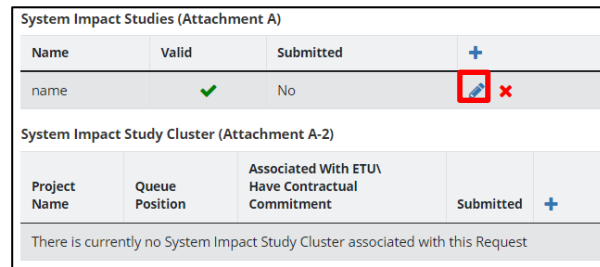 System Impact Studies (Attachment A)
Name Valid Submitted
name No
System Impact Study Cluster (Attachment A-2)
Project Name Queue Position Associated With ETU\ Have Contractual Commitment Submitted
There is currently no System Impact Study Cluster associated with this Request